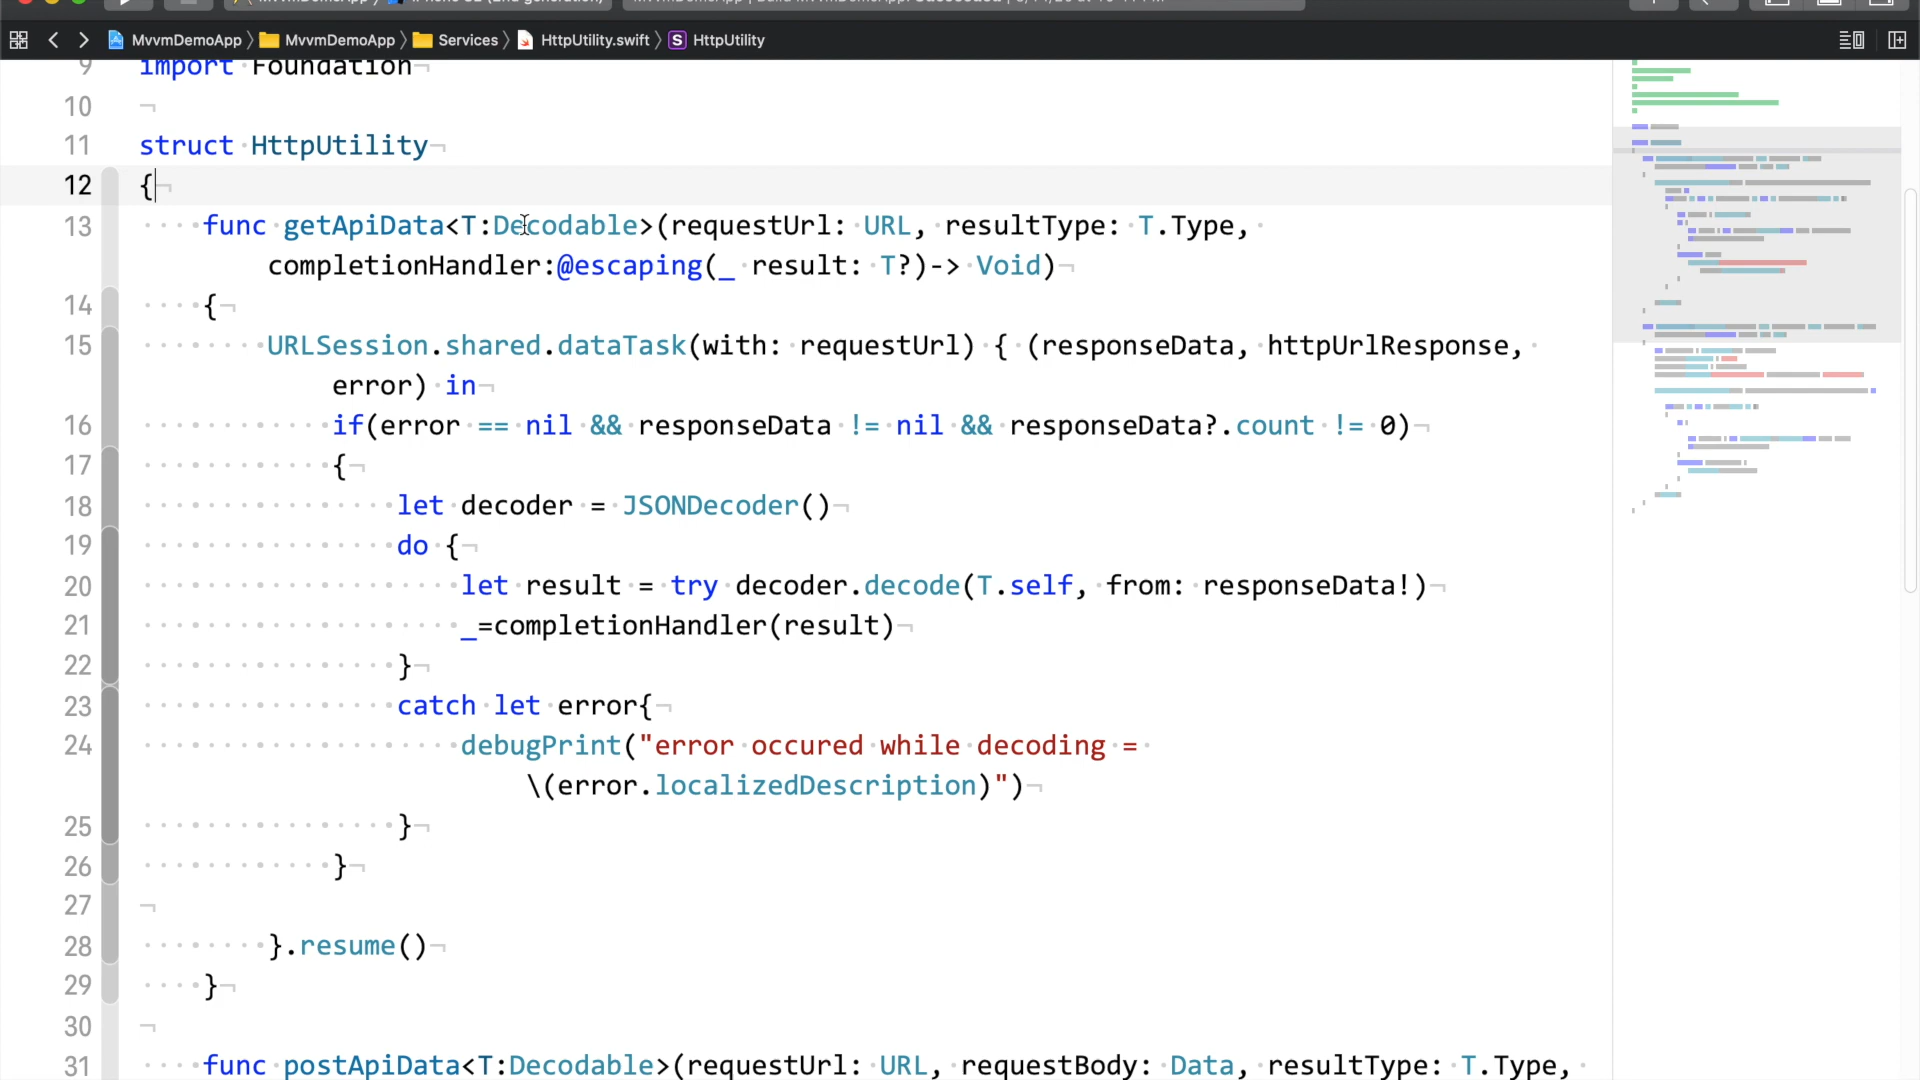 MvvmDemoApp 〉 MvvmDemoApp 〉 Services 〉 HttpUtility.swift 〉 S HttpUtility
9 import Foundation
10
11 struct HttpUtility
12 {
13 func getApiData<T:Decodable>(requestUrl: URL, resultType: T.Type,
completionHandler:@escaping(_ result: T?)-> Void)
14 {
15 URLSession.shared.dataTask(with: requestUrl) { (responseData, httpUrlResponse,
error) in
16 if(error == nil && responseData != nil && responseData?.count != 0)
17 {
18 let decoder = JSONDecoder()
19 do {
20 let result = try decoder.decode(T.self, from: responseData!)
21 _=completionHandler(result)
22 }
23 catch let error{
24 debugPrint("error occured while decoding =
\(error.localizedDescription)")
25 }
26 }
27
28 }.resume()
29 }
30
31 func postApiData<T:Decodable>(requestUrl: URL, requestBody: Data, resultType: T.Type,